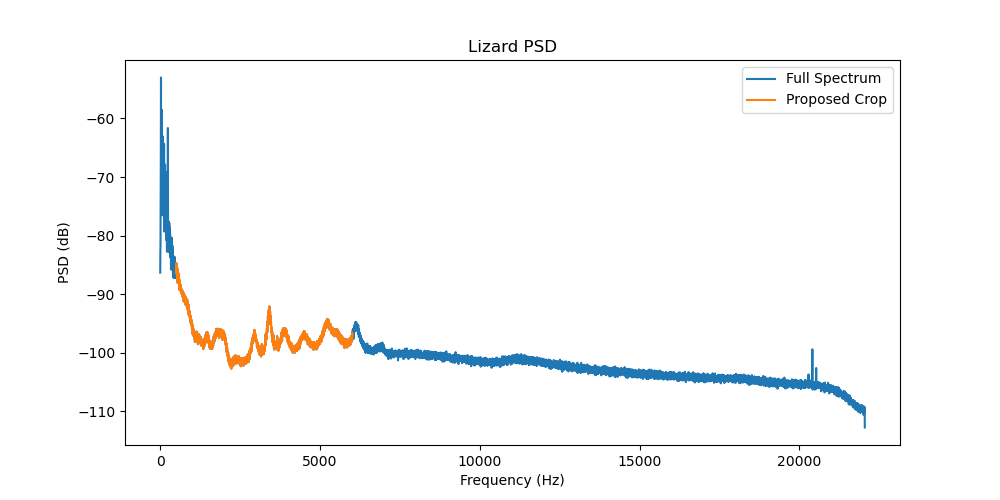 Lizard PSD
Full Spectrum
Proposed Crop
−60
−70
−80
−90
−100
−110
PSD (dB)
0
5000
10000
15000
20000
Frequency (Hz)